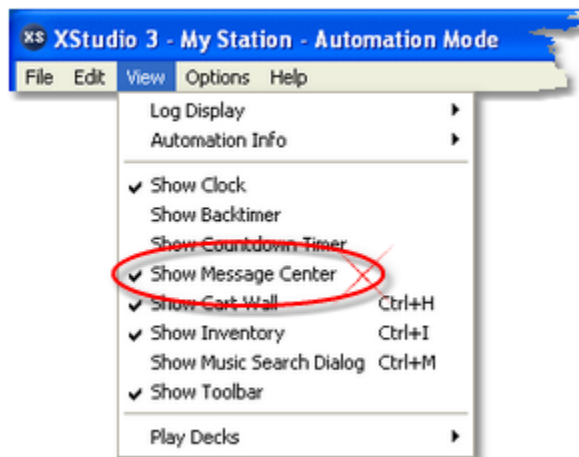 XS XStudio 3 - My Station - Automation Mode
File Edit View Options Help
Log Display
Automation Info
Show Clock
Show Backtimer
Show Countdown Timer
Show Message Center
Show Cart Wall Ctrl+H
Show Inventory Ctrl+I
Show Music Search Dialog Ctrl+M
Show Toolbar
Play Decks